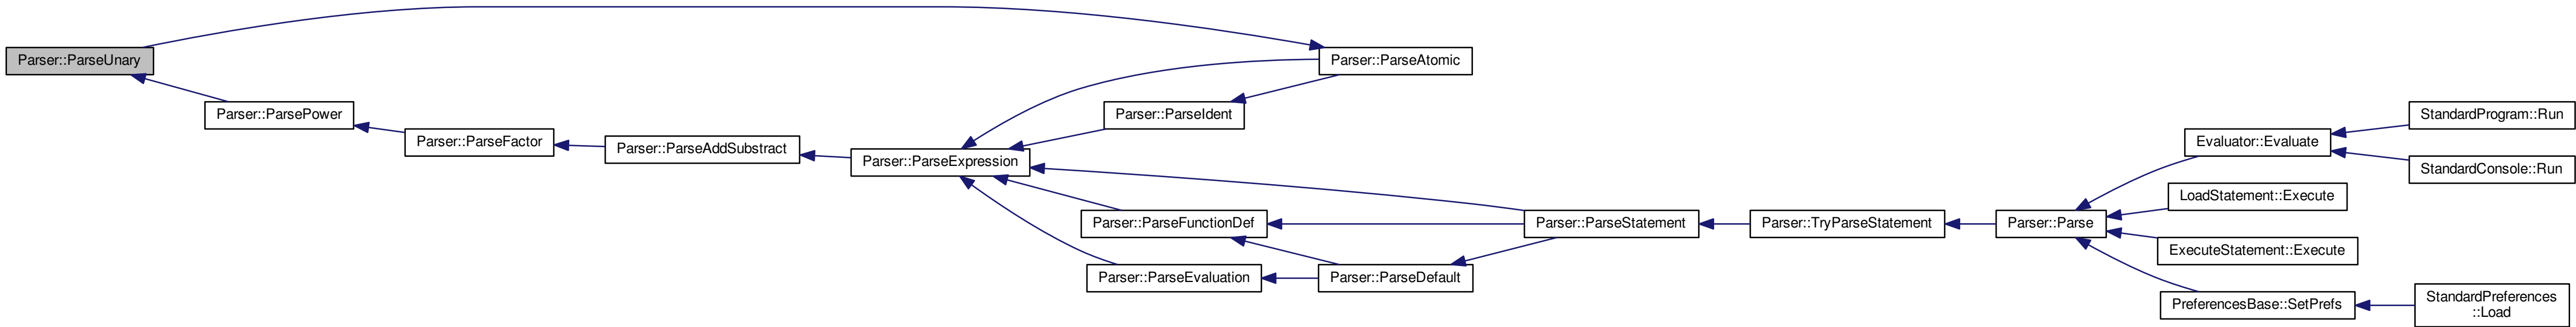 Parser::ParseUnary
Parser::ParsePower
Parser::ParseFactor
Parser::ParseAddSubstract
Parser::ParseExpression
Parser::ParseAtomic
Parser::ParseIdent
Parser::ParseFunctionDef
Parser::ParseEvaluation
Parser::ParseDefault
Parser::ParseStatement
Parser::TryParseStatement
Parser::Parse
Evaluator::Evaluate
StandardProgram::Run
StandardConsole::Run
LoadStatement::Execute
ExecuteStatement::Execute
PreferencesBase::SetPrefs
StandardPreferences
::Load